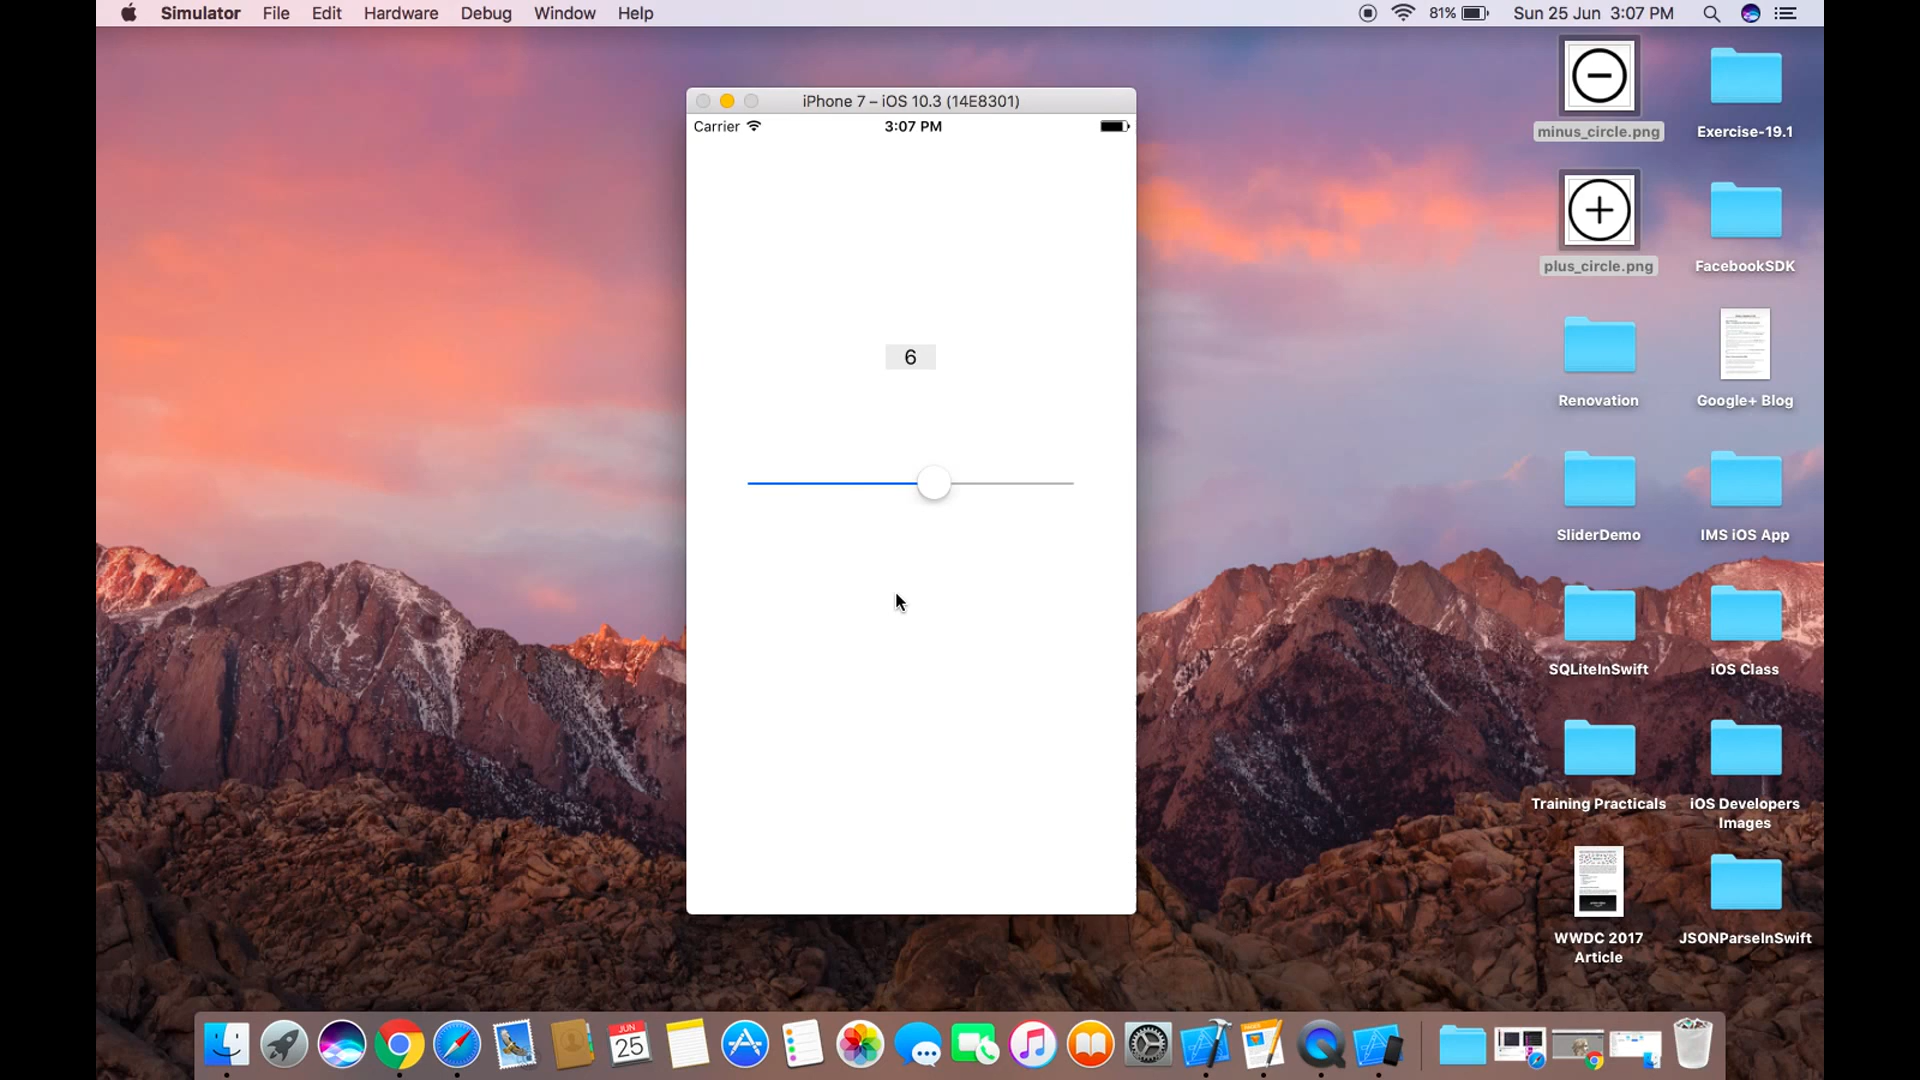 Simulator File Edit Hardware Debug Window Help 81% Sun 25 Jun 3:07 PM
iPhone 7 – iOS 10.3 (14E8301)
Carrier 3:07 PM
6
minus_circle.png
Exercise-19.1
plus_circle.png
FacebookSDK
Renovation
Google+ Blog
SliderDemo
IMS iOS App
SQLiteInSwift
iOS Class
Training Practicals
iOS Developers
Images
WWDC 2017
Article
JSONParseInSwift
JUN
25
PAGES